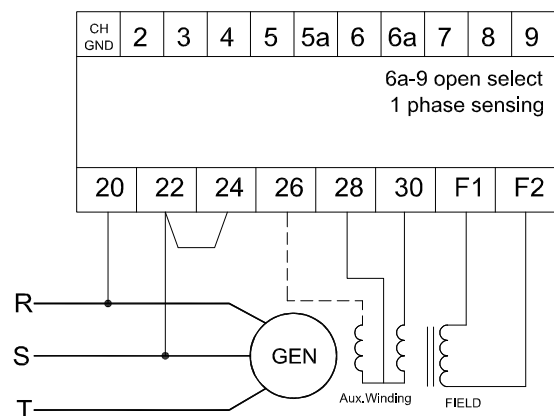 CH GND 2 3 4 5 5a 6 6a 7 8 9
6a-9 open select
1 phase sensing
20 22 24 26 28 30 F1 F2
R
S
T
GEN
Aux.Winding
FIELD